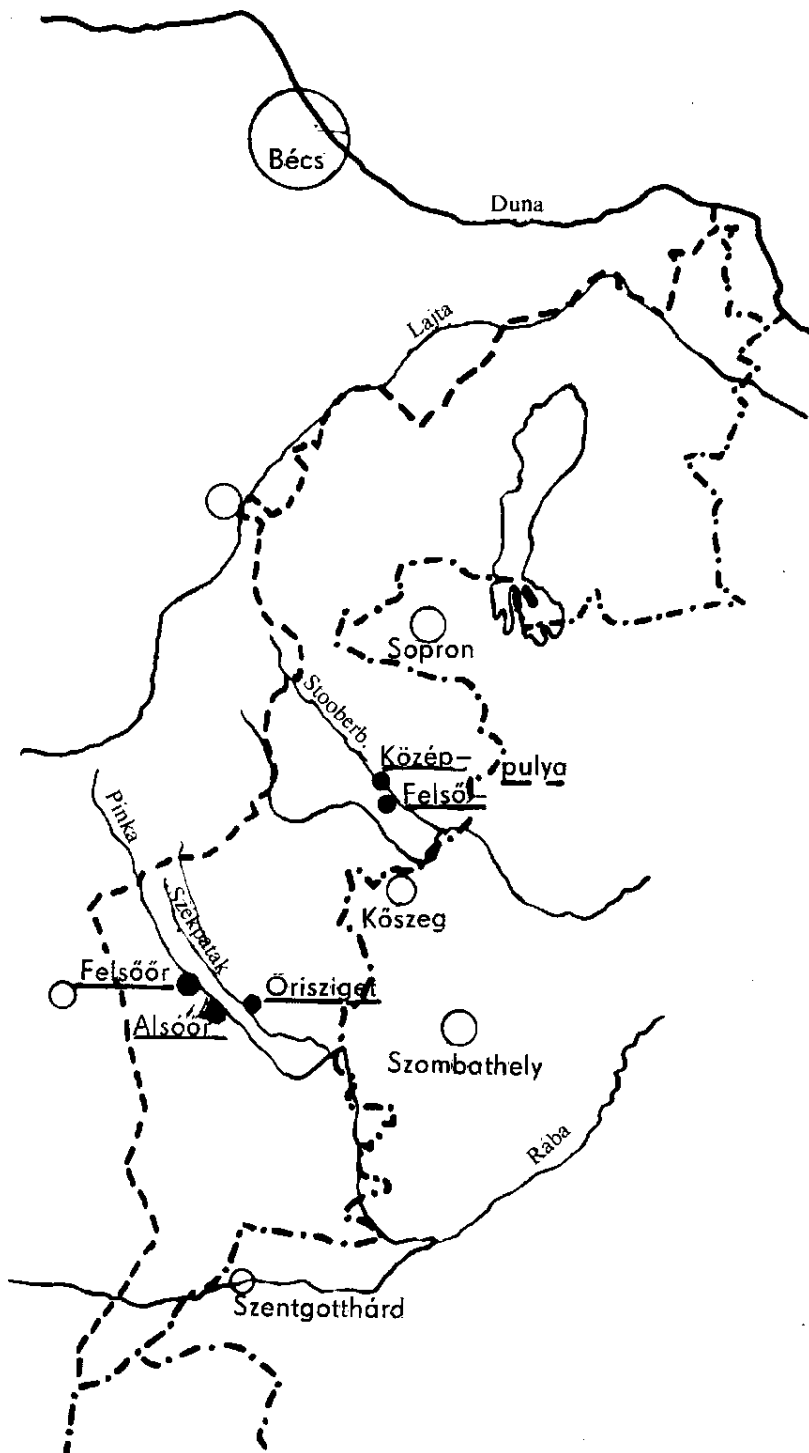 Bécs
Duna
Lajta
Sopron
Stooberb.
Közép– pulya
Felső–
Pinka
Kőszeg
Székpatak
Felsőőr
Őrisziget
Alsóőr
Szombathely
Rába
Szentgotthárd